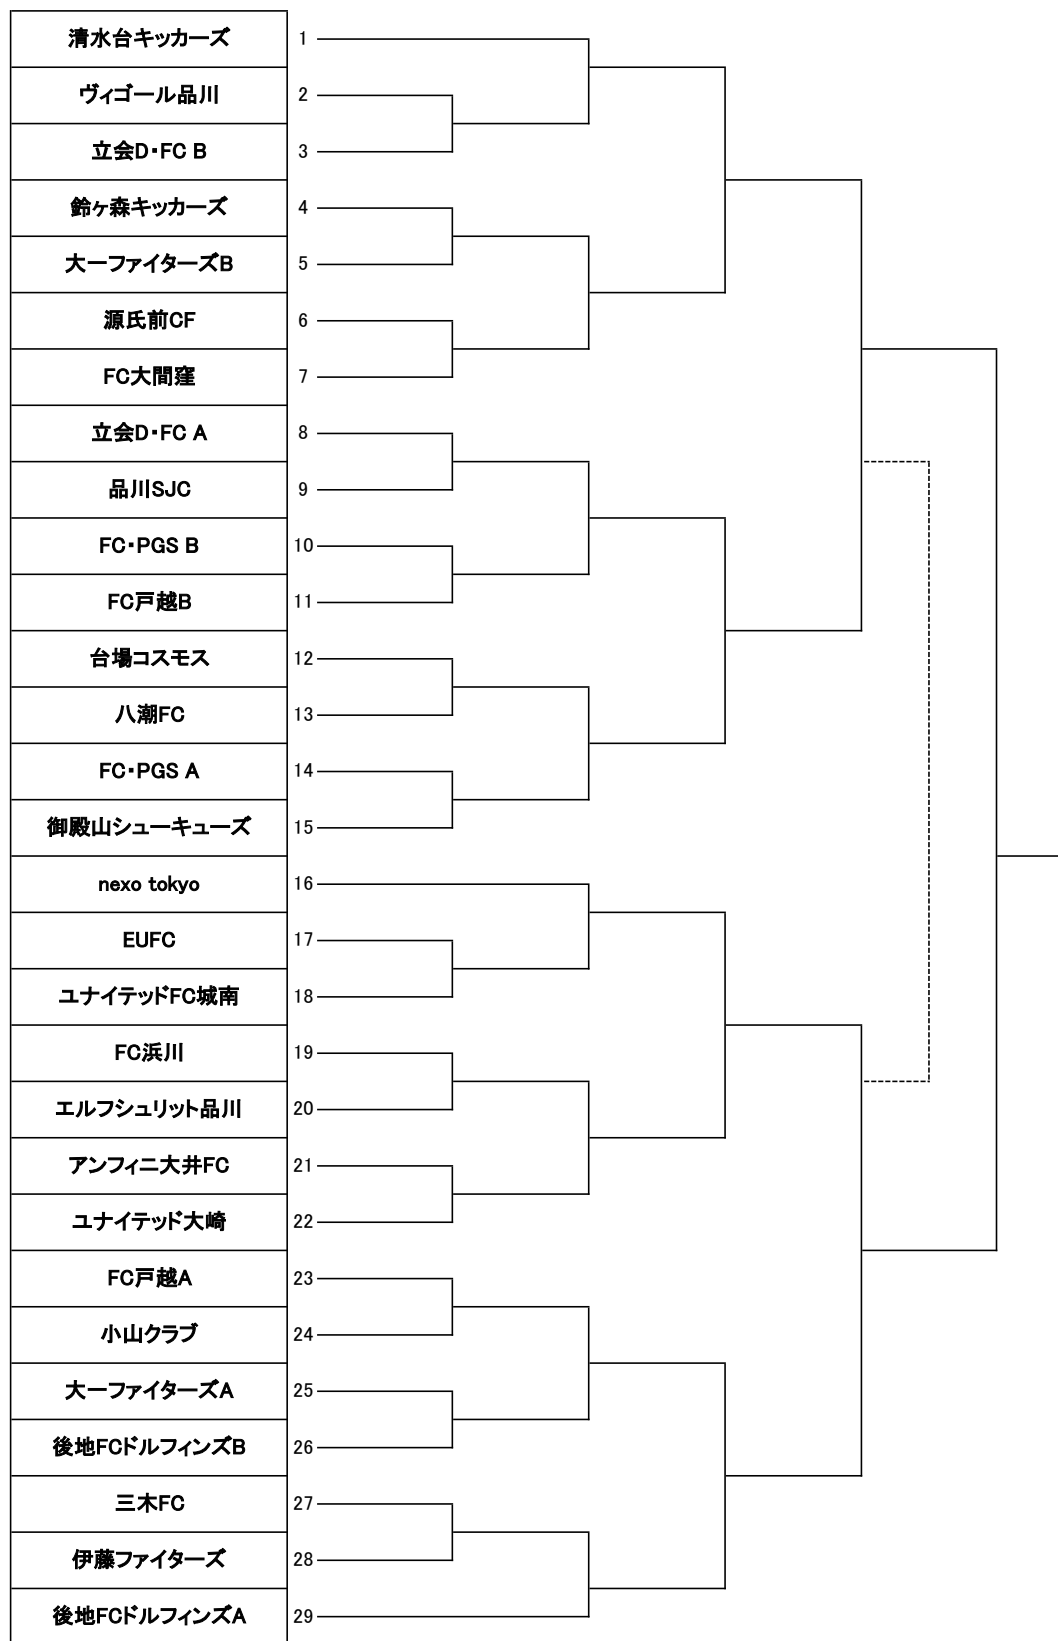 清水台キッカーズ 1
ヴィゴール品川 2
立会D・FC B 3
鈴ヶ森キッカーズ 4
大一ファイターズB 5
源氏前CF 6
FC大間窪 7
立会D・FC A 8
品川SJC 9
FC・PGS B 10
FC戸越B 11
台場コスモス 12
八潮FC 13
FC・PGS A 14
御殿山シューキューズ 15
nexo tokyo 16
EUFC 17
ユナイテッドFC城南 18
FC浜川 19
エルフシュリット品川 20
アンフィニ大井FC 21
ユナイテッド大崎 22
FC戸越A 23
小山クラブ 24
大一ファイターズA 25
後地FCドルフィンズB 26
三木FC 27
伊藤ファイターズ 28
後地FCドルフィンズA 29